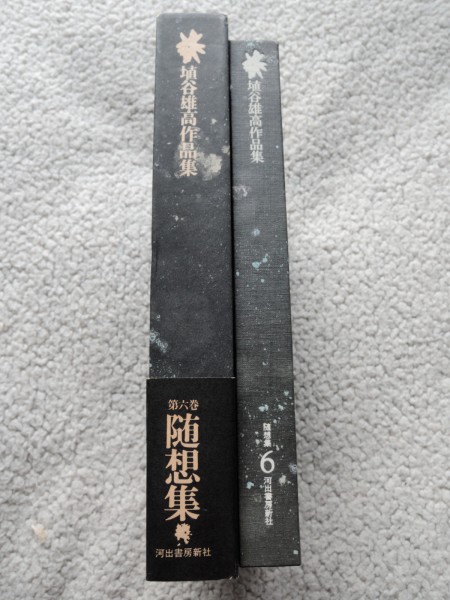 埴谷雄高作品集
第六巻
随想集
河出書房新社
埴谷雄高作品集
随想集
6
河出書房新社